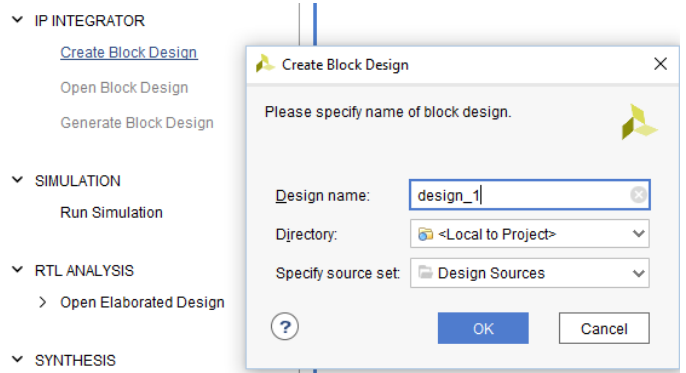 IP INTEGRATOR
Create Block Design
Open Block Design
Generate Block Design
SIMULATION
Run Simulation
RTL ANALYSIS
Open Elaborated Design
SYNTHESIS
Create Block Design
Please specify name of block design.
Design name: design_1
Directory: <Local to Project>
Specify source set: Design Sources
? OK Cancel